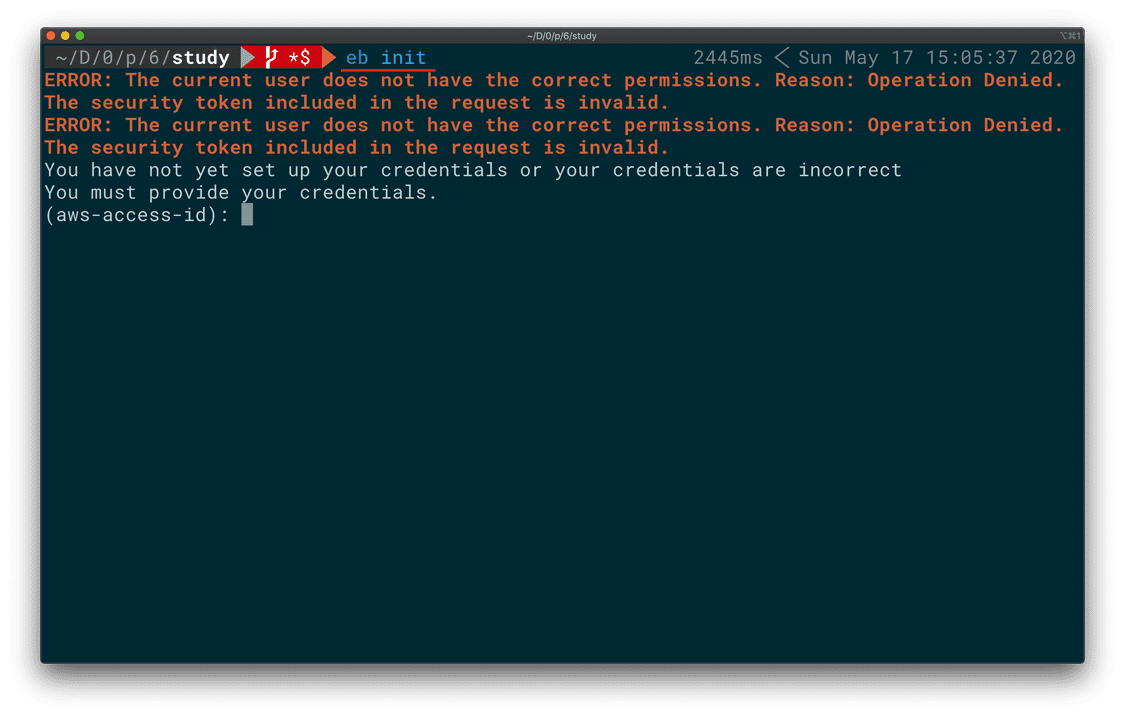 ~/D/0/p/6/study
⌥⌘1
~/D/0/p/6/study *$ eb init 2445ms < Sun May 17 15:05:37 2020
ERROR: The current user does not have the correct permissions. Reason: Operation Denied.
The security token included in the request is invalid.
ERROR: The current user does not have the correct permissions. Reason: Operation Denied.
The security token included in the request is invalid.
You have not yet set up your credentials or your credentials are incorrect
You must provide your credentials.
(aws-access-id):